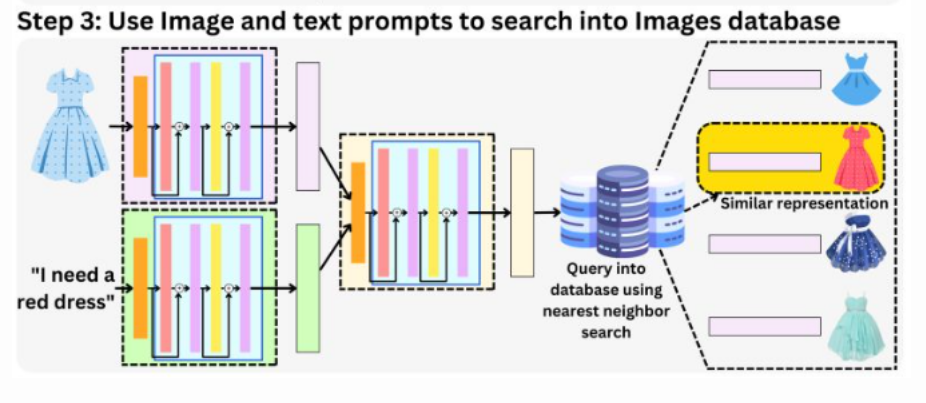 Step 3: Use Image and text prompts to search into Images database
"I need a
red dress"
Query into
database using
nearest neighbor
search
Similar representation